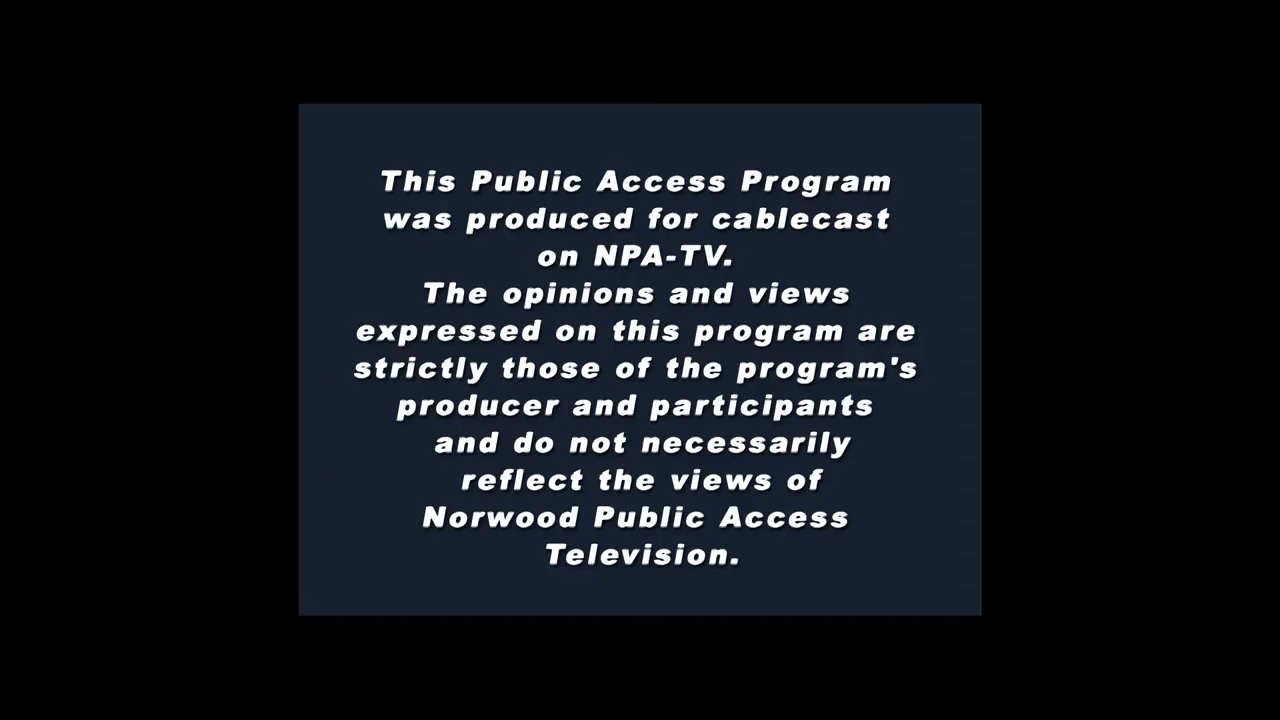 This Public Access Program
was produced for cablecast
on NPA-TV.
The opinions and views
expressed on this program are
strictly those of the program's
producer and participants
and do not necessarily
reflect the views of
Norwood Public Access
Television.